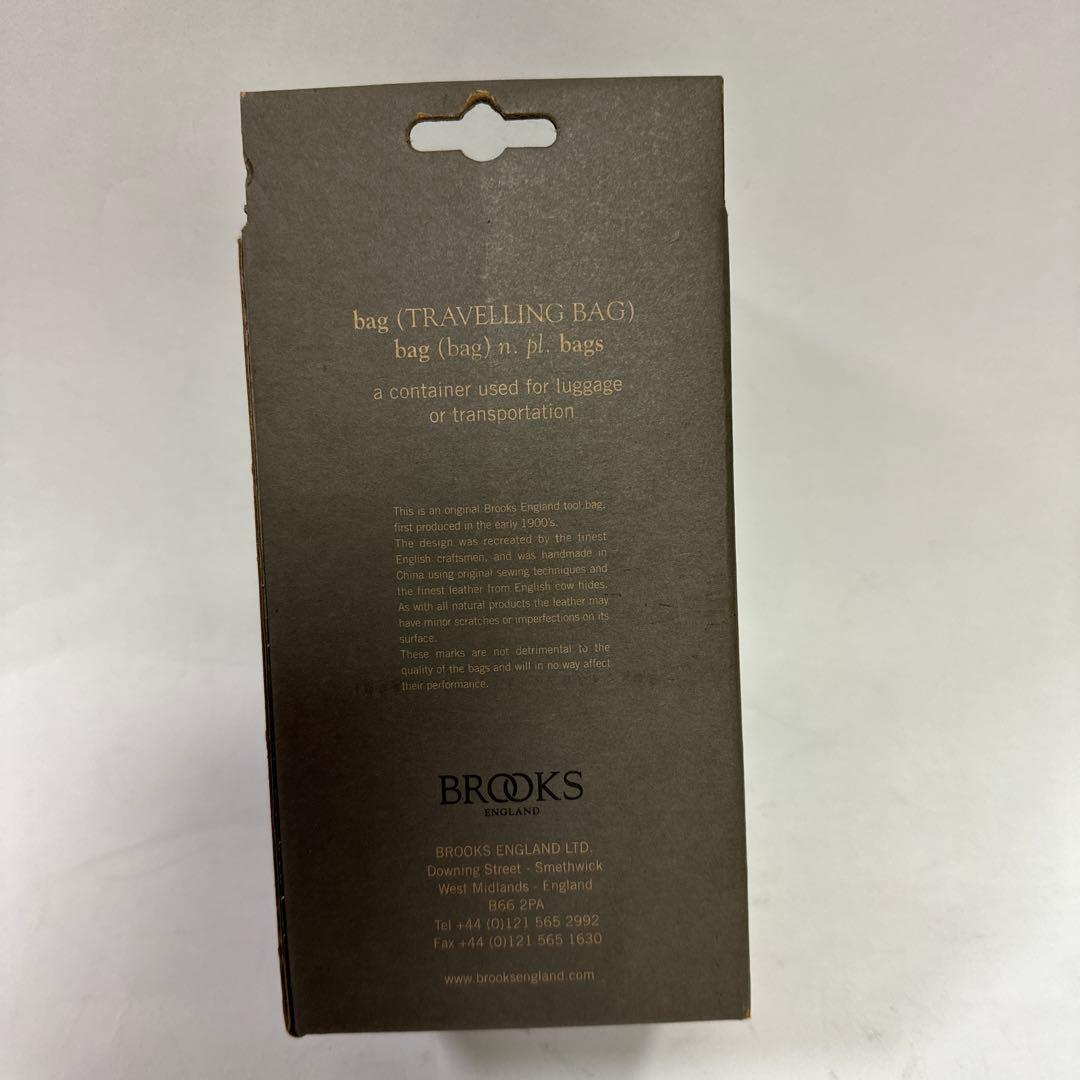 bag (TRAVELLING BAG)
bag (bag) n. pl. bags
a container used for luggage
or transportation
This is an original Brooks England tool bag,
first produced in the early 1900's.
The design was recreated by the finest
English craftsmen, and was handmade in
China using original sewing techniques and
the finest leather from English cow hides.
As with all natural products the leather may
have minor scratches or imperfections on its
surface.
These marks are not detrimental to the
quality of the bags and will in no way affect
their performance.
BROOKS
ENGLAND
BROOKS ENGLAND LTD.
Downing Street - Smethwick
West Midlands - England
B66 2PA
Tel +44 (0)121 565 2992
Fax +44 (0)121 565 1630
www.brooksengland.com